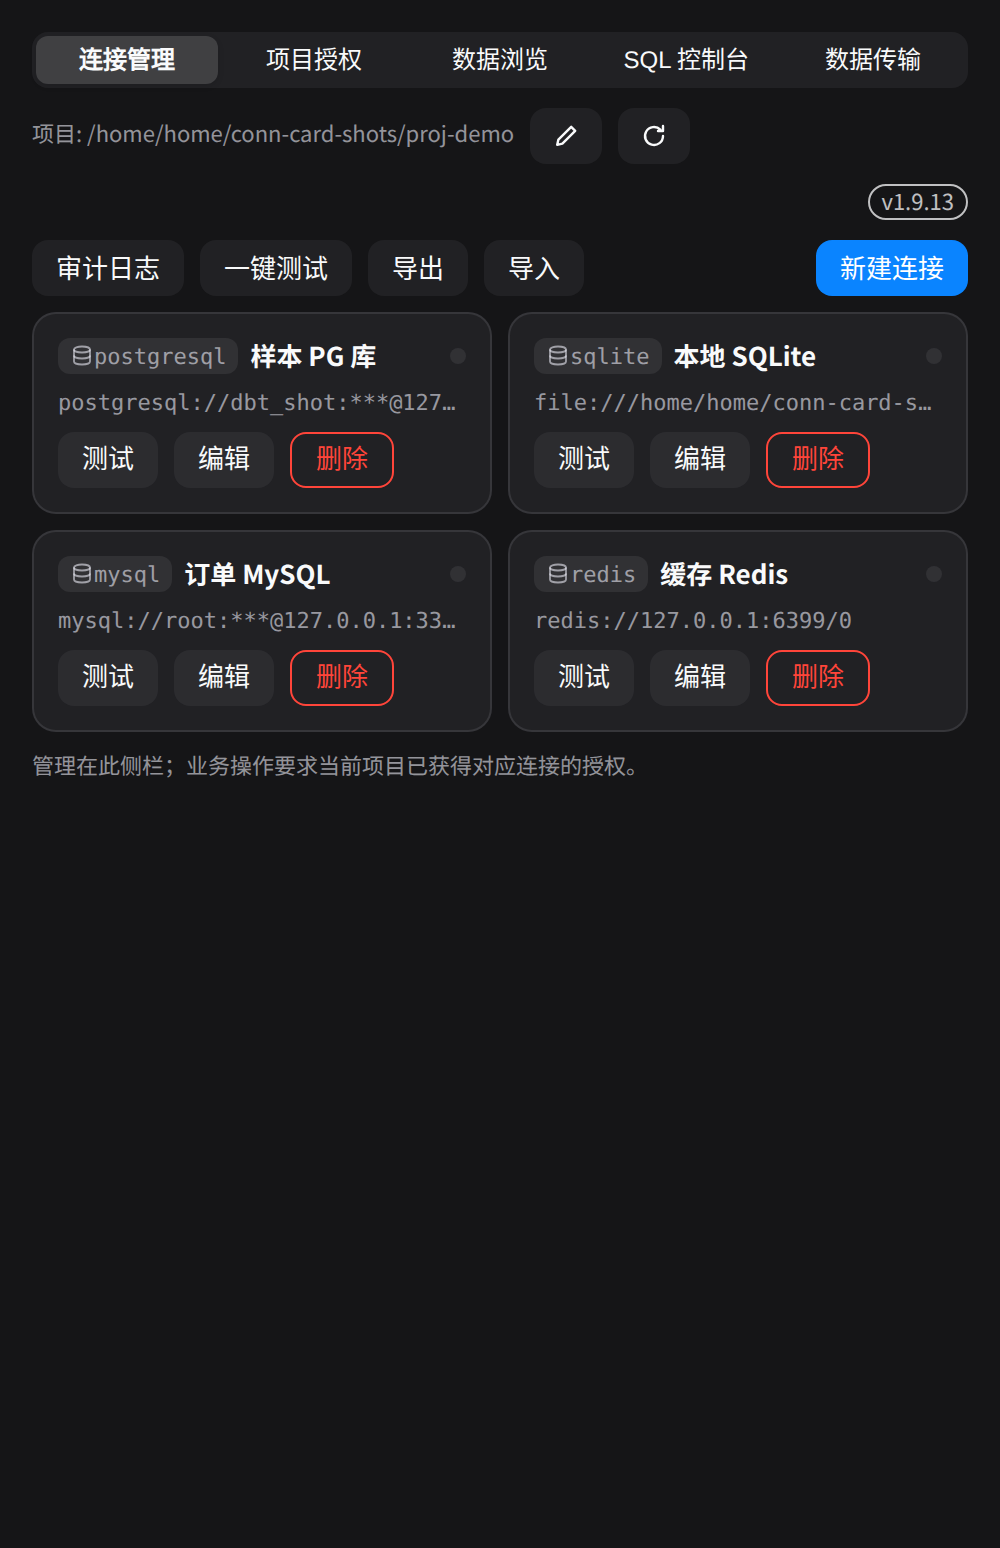 连接管理 项目授权 数据浏览 SQL 控制台 数据传输
项目: /home/home/conn-card-shots/proj-demo
v1.9.13
审计日志 一键测试 导出 导入 新建连接
postgresql 样本 PG 库
postgresql://dbt_shot:***@127…
测试 编辑 删除
sqlite 本地 SQLite
file:///home/home/conn-card-s…
测试 编辑 删除
mysql 订单 MySQL
mysql://root:***@127.0.0.1:33…
测试 编辑 删除
redis 缓存 Redis
redis://127.0.0.1:6399/0
测试 编辑 删除
管理在此侧栏；业务操作要求当前项目已获得对应连接的授权。